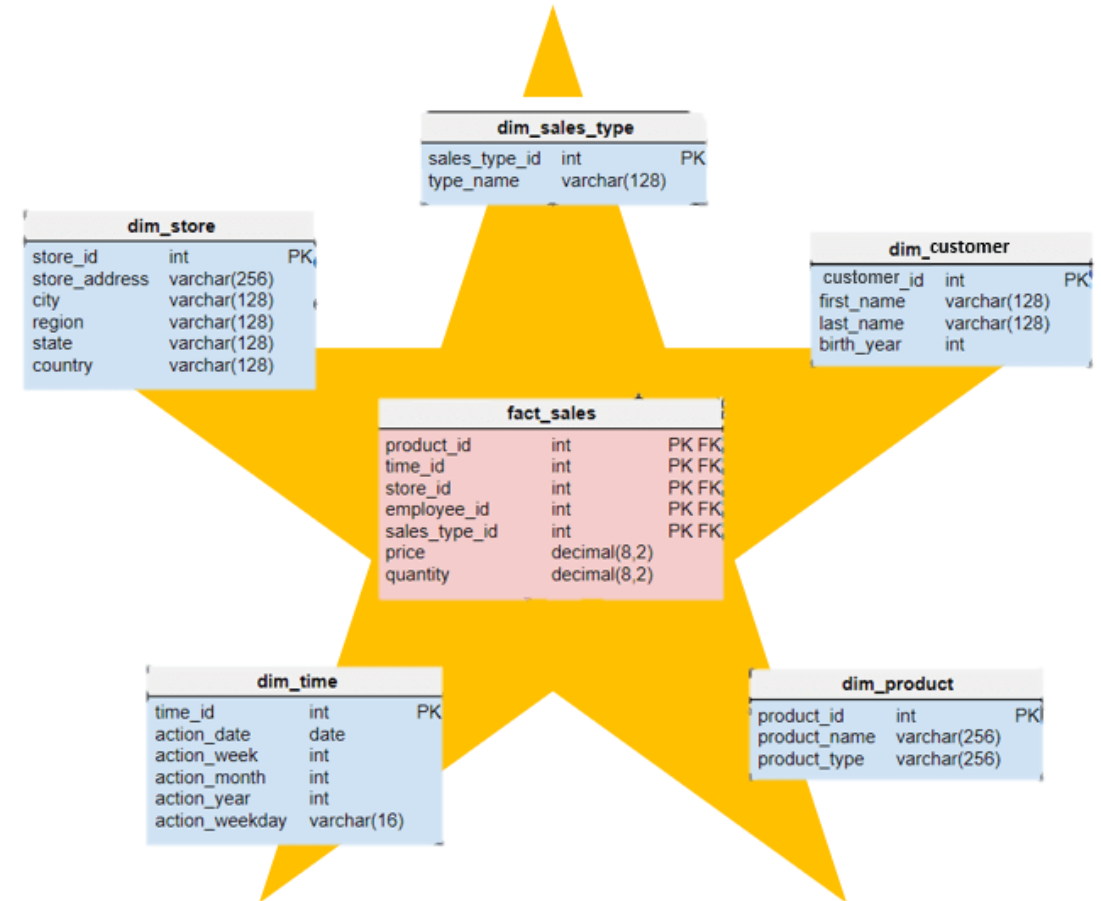 dim_sales_type
sales_type_id int PK
type_name varchar(128)
dim_store
store_id int PK
store_address varchar(256)
city varchar(128)
region varchar(128)
state varchar(128)
country varchar(128)
dim_customer
customer_id int PK
first_name varchar(128)
last_name varchar(128)
birth_year int
fact_sales
product_id int PK FK
time_id int PK FK
store_id int PK FK
employee_id int PK FK
sales_type_id int PK FK
price decimal(8,2)
quantity decimal(8,2)
dim_time
time_id int PK
action_date date
action_week int
action_month int
action_year int
action_weekday varchar(16)
dim_product
product_id int PK
product_name varchar(256)
product_type varchar(256)